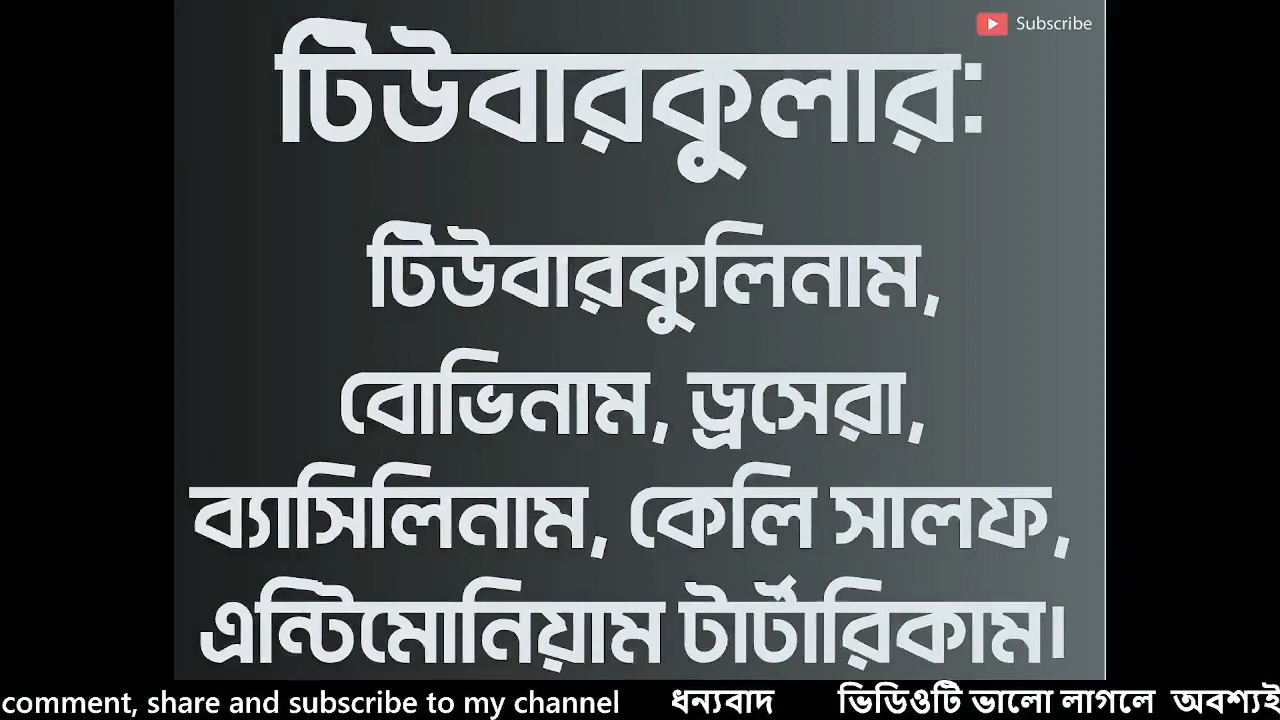 Subscribe
টিউবারকুলার:
টিউবারকুলিনাম,
বোভিনাম, ড্রসেরা,
ব্যাসিলিনাম, কেলি সালফ,
এন্টিমোনিয়াম টার্টারিকাম।
comment, share and subscribe to my channel ধন্যবাদ ভিডিওটি ভালো লাগলে অবশ্যই